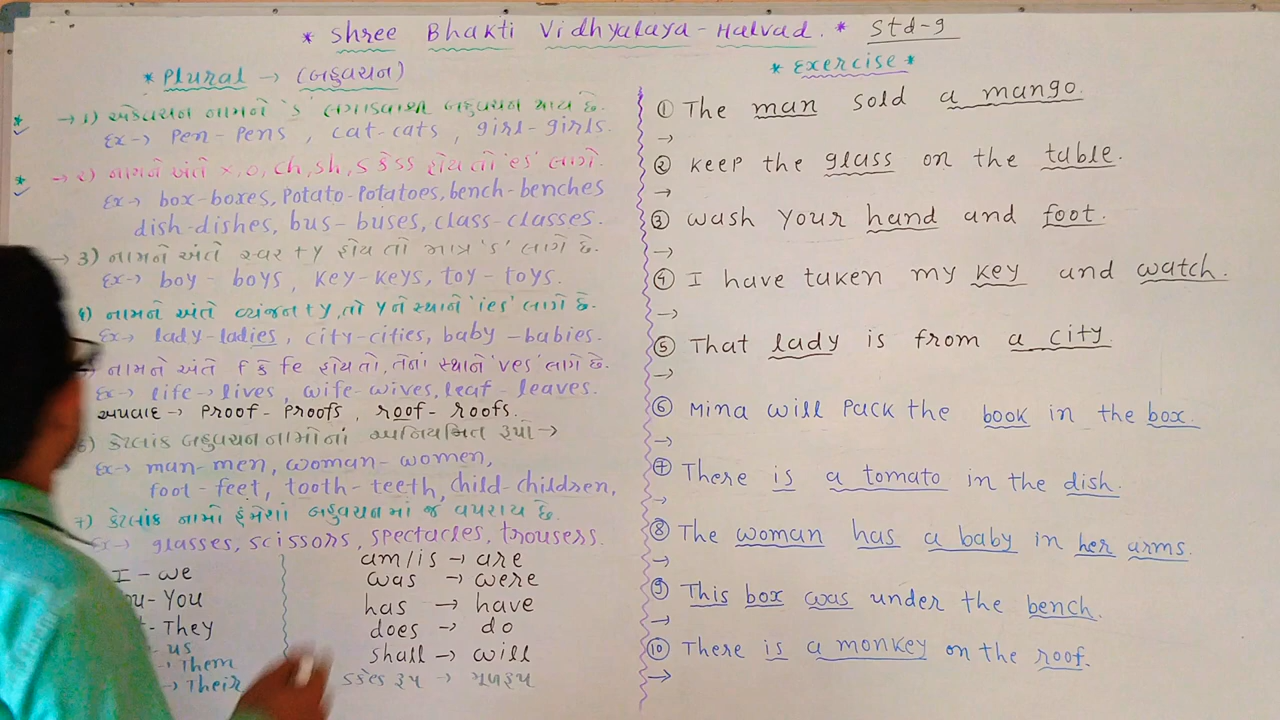 * Shree Bhakti Vidhyalaya - Halvad. * Std-9
* Plural → (બહુવચન)
* → 1) એકવચન નામને 's' લગાડવાથી બહુવચન થાય છે.
Ex → Pen - Pens, cat - cats, girl - girls.
* → ૨) નામને અંતે x, o, ch, sh, s કે ss હોય તો 'es' લાગે.
Ex → box - boxes, Potato - Potatoes, bench - benches
dish - dishes, bus - buses, class - classes.
→ 3) નામને અંતે સ્વર + y હોય તો માત્ર 's' લાગે છે.
Ex → boy - boys, key - keys, toy - toys.
૪) નામને અંતે વ્યંજન + y, તો y ને સ્થાને 'ies' લાગે છે.
Ex → lady - ladies, city - cities, baby - babies.
નામને અંતે f કે fe હોય તો, તેનાં સ્થાને 'ves' લાગે છે.
Ex → life → lives, wife - wives, leaf - leaves.
અપવાદ → Proof - Proofs, roof - roofs.
6) કેટલાંક બહુવચન નામોનાં અનિયમિત રૂપો →
Ex → man - men, woman - women,
foot - feet, tooth - teeth, child - children,
7) કેટલાંક નામો હંમેશાં બહુવચનમાં જ વપરાય છે.
Ex → glasses, scissors, spectacles, trousers.
I - we
You - You
- They
- us
→ Them
→ Their
am/is → are
was → were
has → have
does → do
shall → will
→ મૂળરૂપ
* Exercise *
① The man sold a mango.
→
② Keep the glass on the table.
→
③ Wash your hand and foot.
→
④ I have taken my key and watch.
→
⑤ That lady is from a city.
→
⑥ Mina will Pack the book in the box.
→
⑦ There is a tomato in the dish.
→
⑧ The woman has a baby in her arms.
→
⑨ This box was under the bench.
→
⑩ There is a monkey on the roof.
→